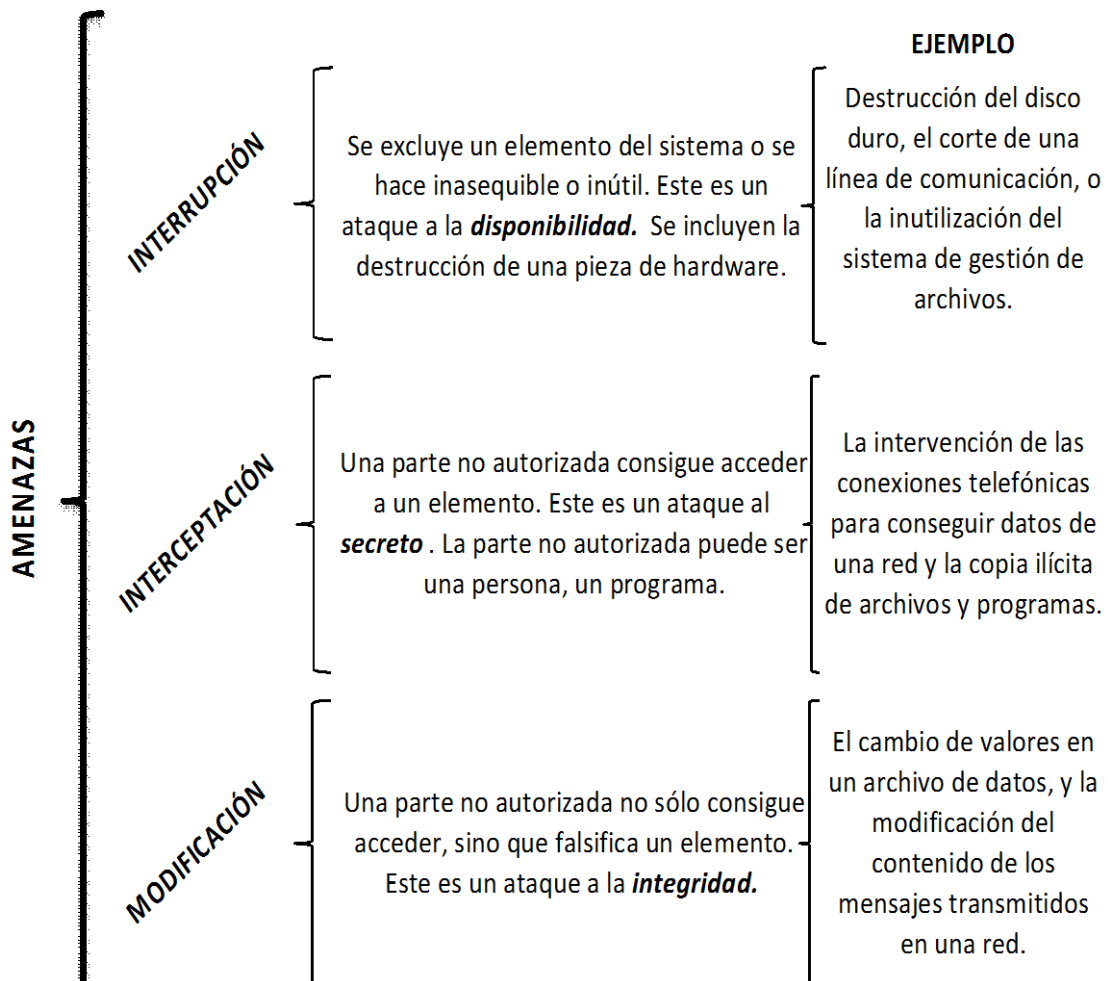 AMENAZAS
EJEMPLO
INTERRUPCIÓN
Se excluye un elemento del sistema o se
hace inasequible o inútil. Este es un
ataque a la disponibilidad. Se incluyen la
destrucción de una pieza de hardware.
Destrucción del disco
duro, el corte de una
línea de comunicación, o
la inutilización del
sistema de gestión de
archivos.
INTERCEPTACIÓN
Una parte no autorizada consigue acceder
a un elemento. Este es un ataque al
secreto . La parte no autorizada puede ser
una persona, un programa.
La intervención de las
conexiones telefónicas
para conseguir datos de
una red y la copia ilícita
de archivos y programas.
MODIFICACIÓN
Una parte no autorizada no sólo consigue
acceder, sino que falsifica un elemento.
Este es un ataque a la integridad.
El cambio de valores en
un archivo de datos, y la
modificación del
contenido de los
mensajes transmitidos
en una red.